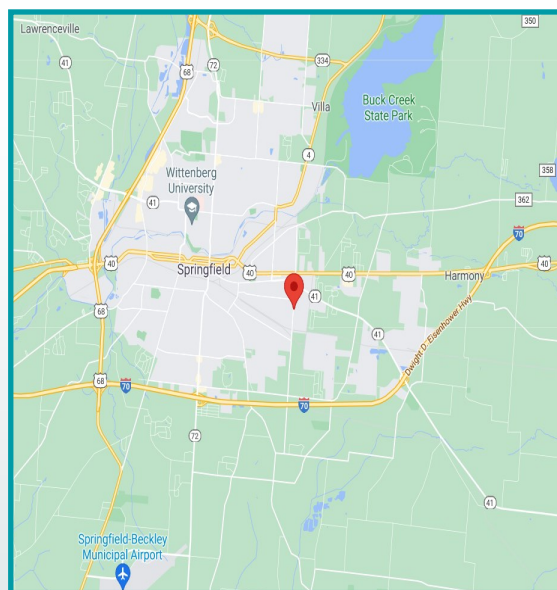 350
Lawrenceville
41
68
72
334
Villa
Buck Creek
State Park
4
358
Wittenberg
University
41
362
70
40
Springfield
40
40
Harmony
40
41
68
41
Dwight D. Eisenhower Hwy
68
70
70
72
41
Springfield-Beckley
Municipal Airport